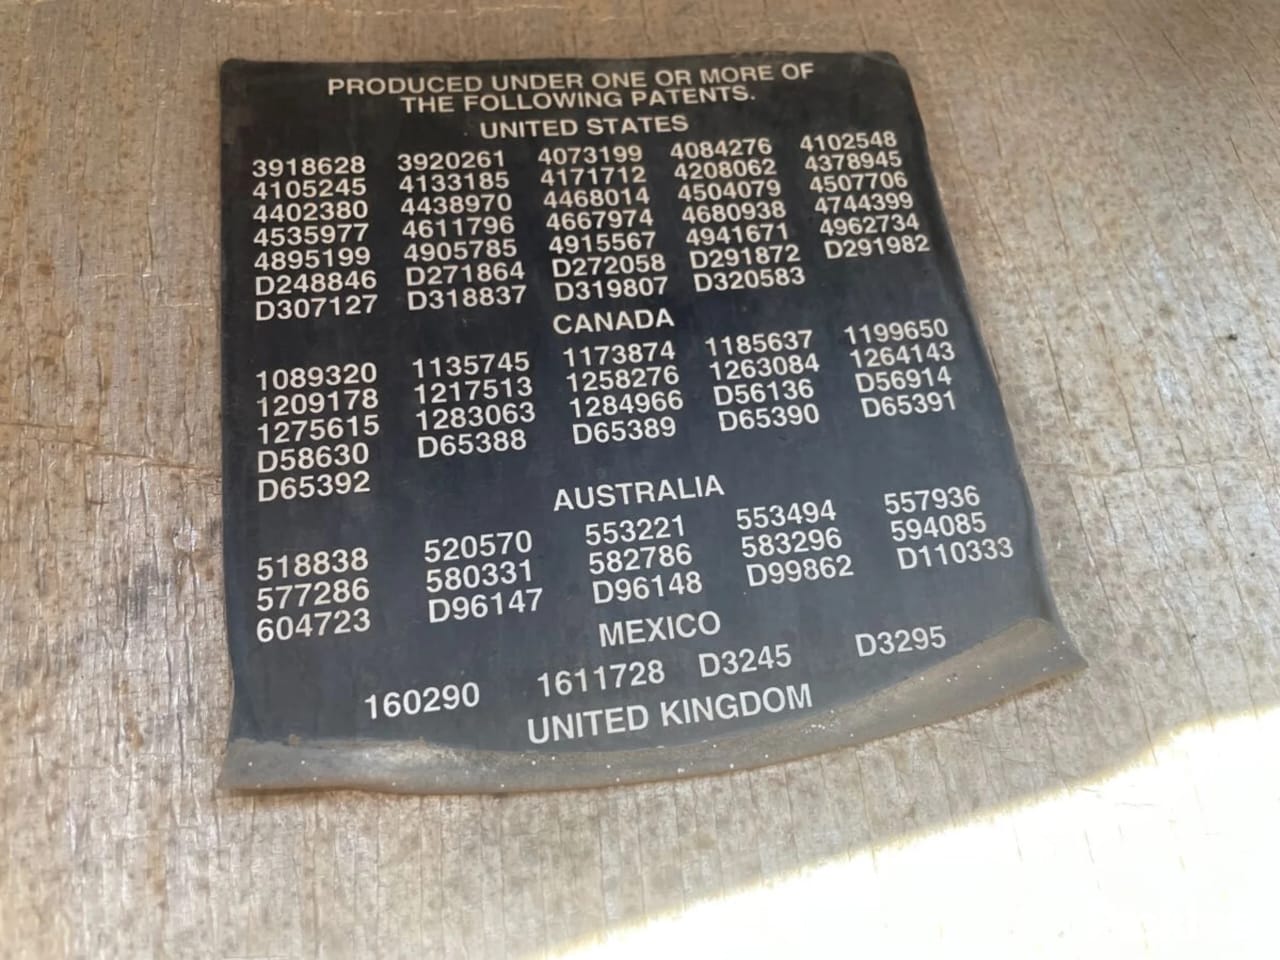 PRODUCED UNDER ONE OR MORE OF
THE FOLLOWING PATENTS.
UNITED STATES
3918628 3920261 4073199 4084276 4102548
4105245 4133185 4171712 4208062 4378945
4402380 4438970 4468014 4504079 4507706
4535977 4611796 4667974 4680938 4744399
4895199 4905785 4915567 4941671 4962734
D248846 D271864 D272058 D291872 D291982
D307127 D318837 D319807 D320583
CANADA
1089320 1135745 1173874 1185637 1199650
1209178 1217513 1258276 1263084 1264143
1275615 1283063 1284966 D56136 D56914
D58630 D65388 D65389 D65390 D65391
D65392
AUSTRALIA
518838 520570 553221 553494 557936
577286 580331 582786 583296 594085
604723 D96147 D96148 D99862 D110333
MEXICO
160290 1611728 D3245 D3295
UNITED KINGDOM